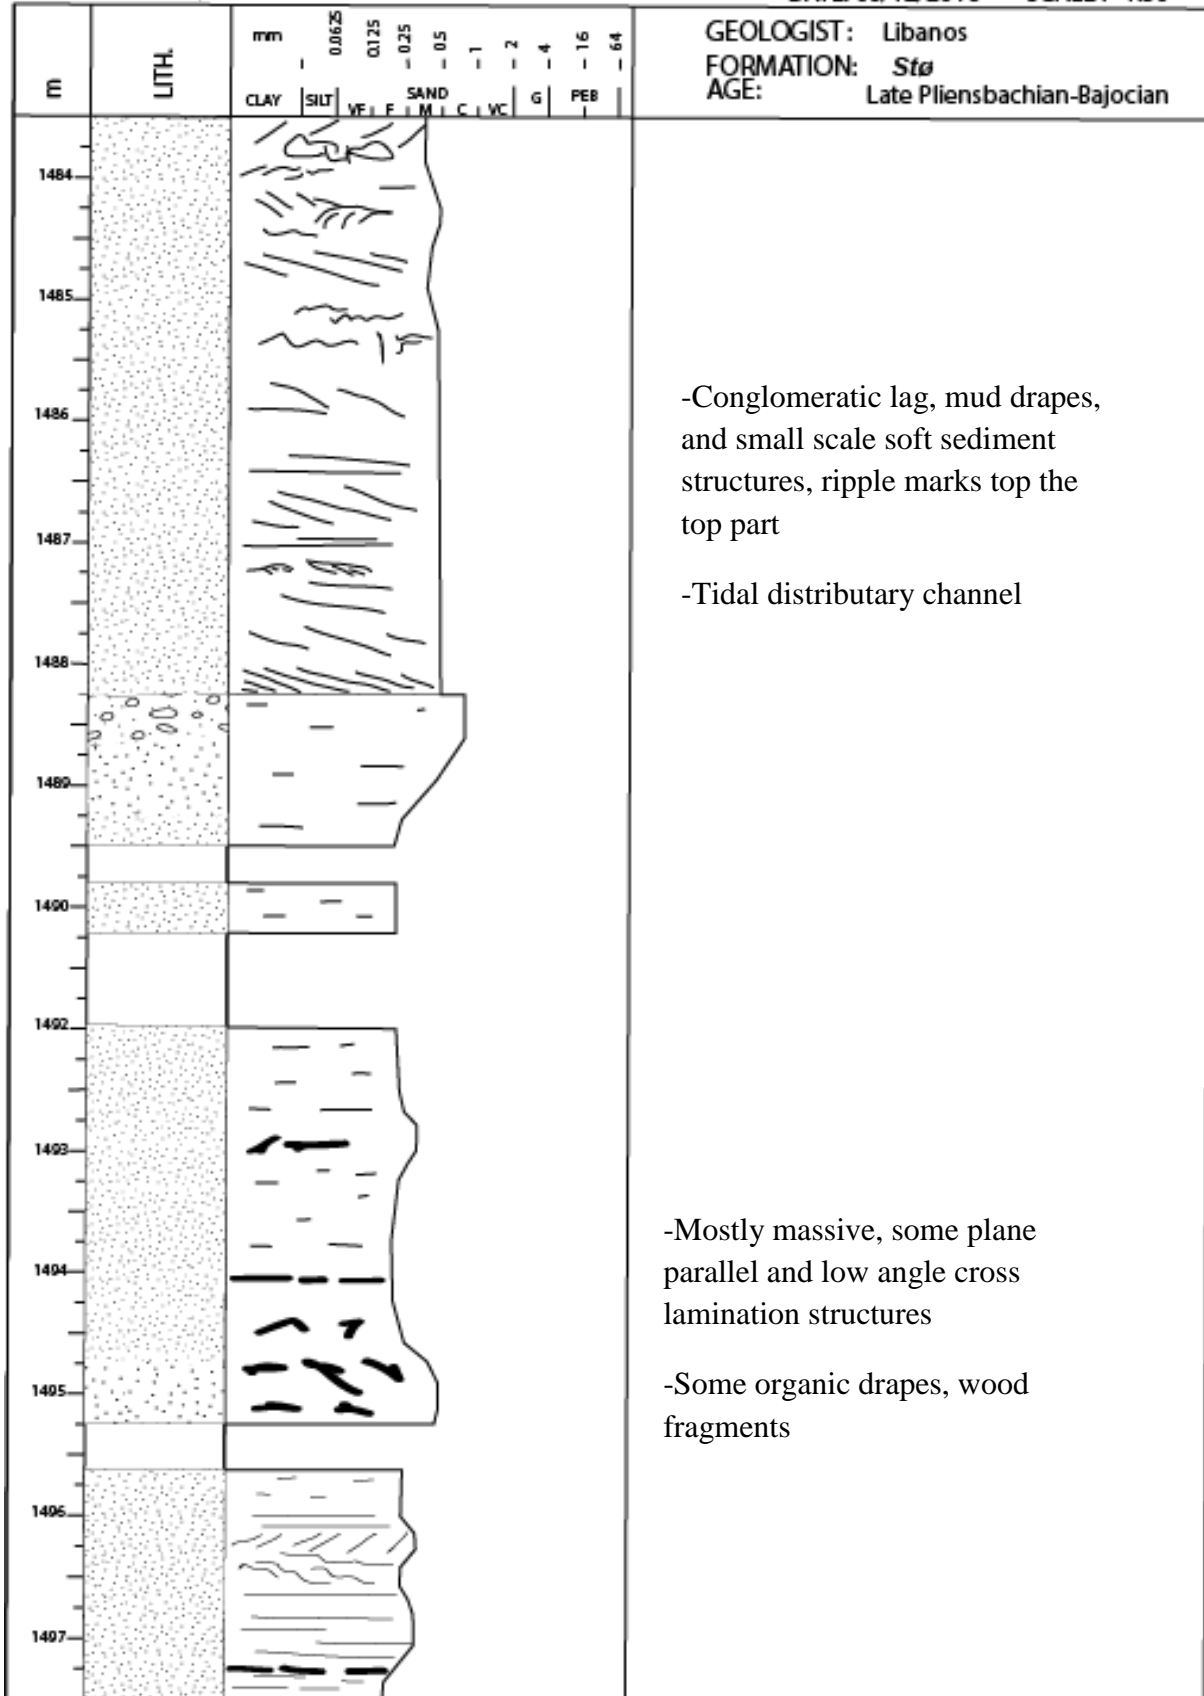 GEOLOGIST: Libanos
FORMATION: Stø
AGE: Late Pliensbachian-Bajocian
m
LITH.
mm
0.0625
0.125
0.25
0.5
1
2
4
16
64
CLAY SILT SAND G PEB
VF F M C VC
1484
1485
1486
1487
1488
1489
1490
1492
1493
1494
1495
1496
1497
-Conglomeratic lag, mud drapes,
and small scale soft sediment
structures, ripple marks top the
top part
-Tidal distributary channel
-Mostly massive, some plane
parallel and low angle cross
lamination structures
-Some organic drapes, wood
fragments